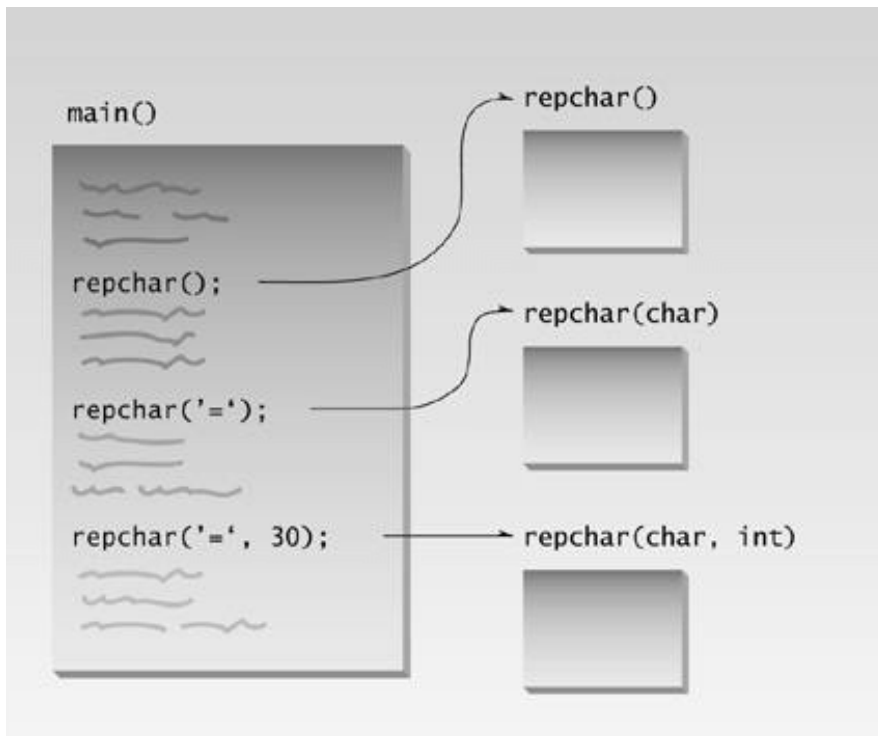 main()
repchar();
repchar('=‘);
repchar('=‘, 30);
repchar()
repchar(char)
repchar(char, int)